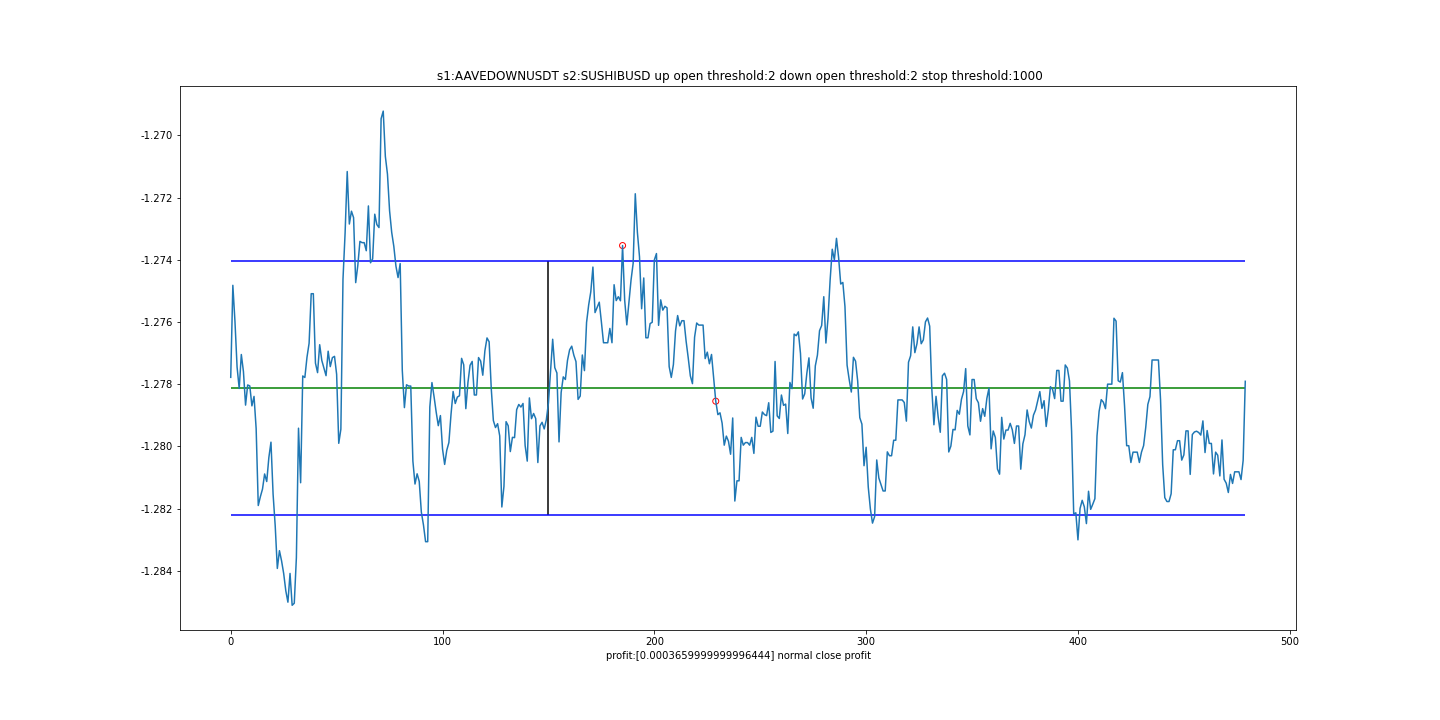 s1:AAVEDOWNUSDT s2:SUSHIBUSD up open threshold:2 down open threshold:2 stop threshold:1000
-1.270
-1.272
-1.274
-1.276
-1.278
-1.280
-1.282
-1.284
0 100 200 300 400 500
profit:[0.0003659999999996444] normal close profit